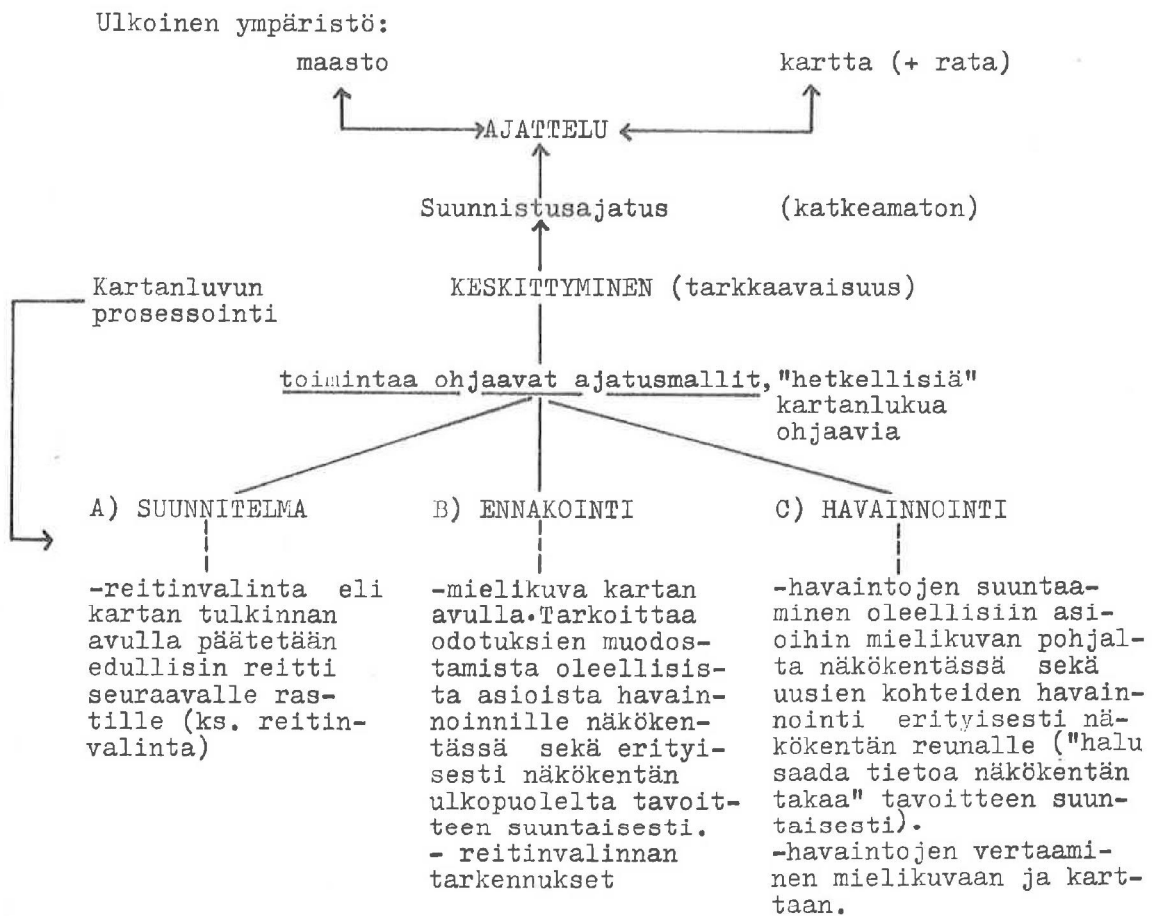 Ulkoinen ympäristö:
maasto
kartta (+ rata)
AJATTELU
Suunnistusajatus (katkeamaton)
Kartanluvun
prosessointi
KESKITTYMINEN (tarkkaavaisuus)
toimintaa ohjaavat ajatusmallit, "hetkellisiä"
kartanlukua
ohjaavia
A) SUUNNITELMA
-reitinvalinta eli
kartan tulkinnan
avulla päätetään
edullisin reitti
seuraavalle ras-
tille (ks. reitin-
valinta)
B) ENNAKOINTI
-mielikuva kartan
avulla.Tarkoittaa
odotuksien muodos-
tamista oleellisis-
ta asioista havain-
noinnille näköken-
tässä sekä erityi-
sesti näkökentän
ulkopuolelta tavoit-
teen suuntaisesti.
- reitinvalinnan
tarkennukset
C) HAVAINNOINTI
-havaintojen suuntaa-
minen oleellisiin asi-
oihin mielikuvan pohjal-
ta näkökentässä sekä
uusien kohteiden havain-
nointi erityisesti nä-
kökentän reunalle ("halu
saada tietoa näkökentän
takaa" tavoitteen suun-
taisesti).
-havaintojen vertaami-
nen mielikuvaan ja kart-
taan.